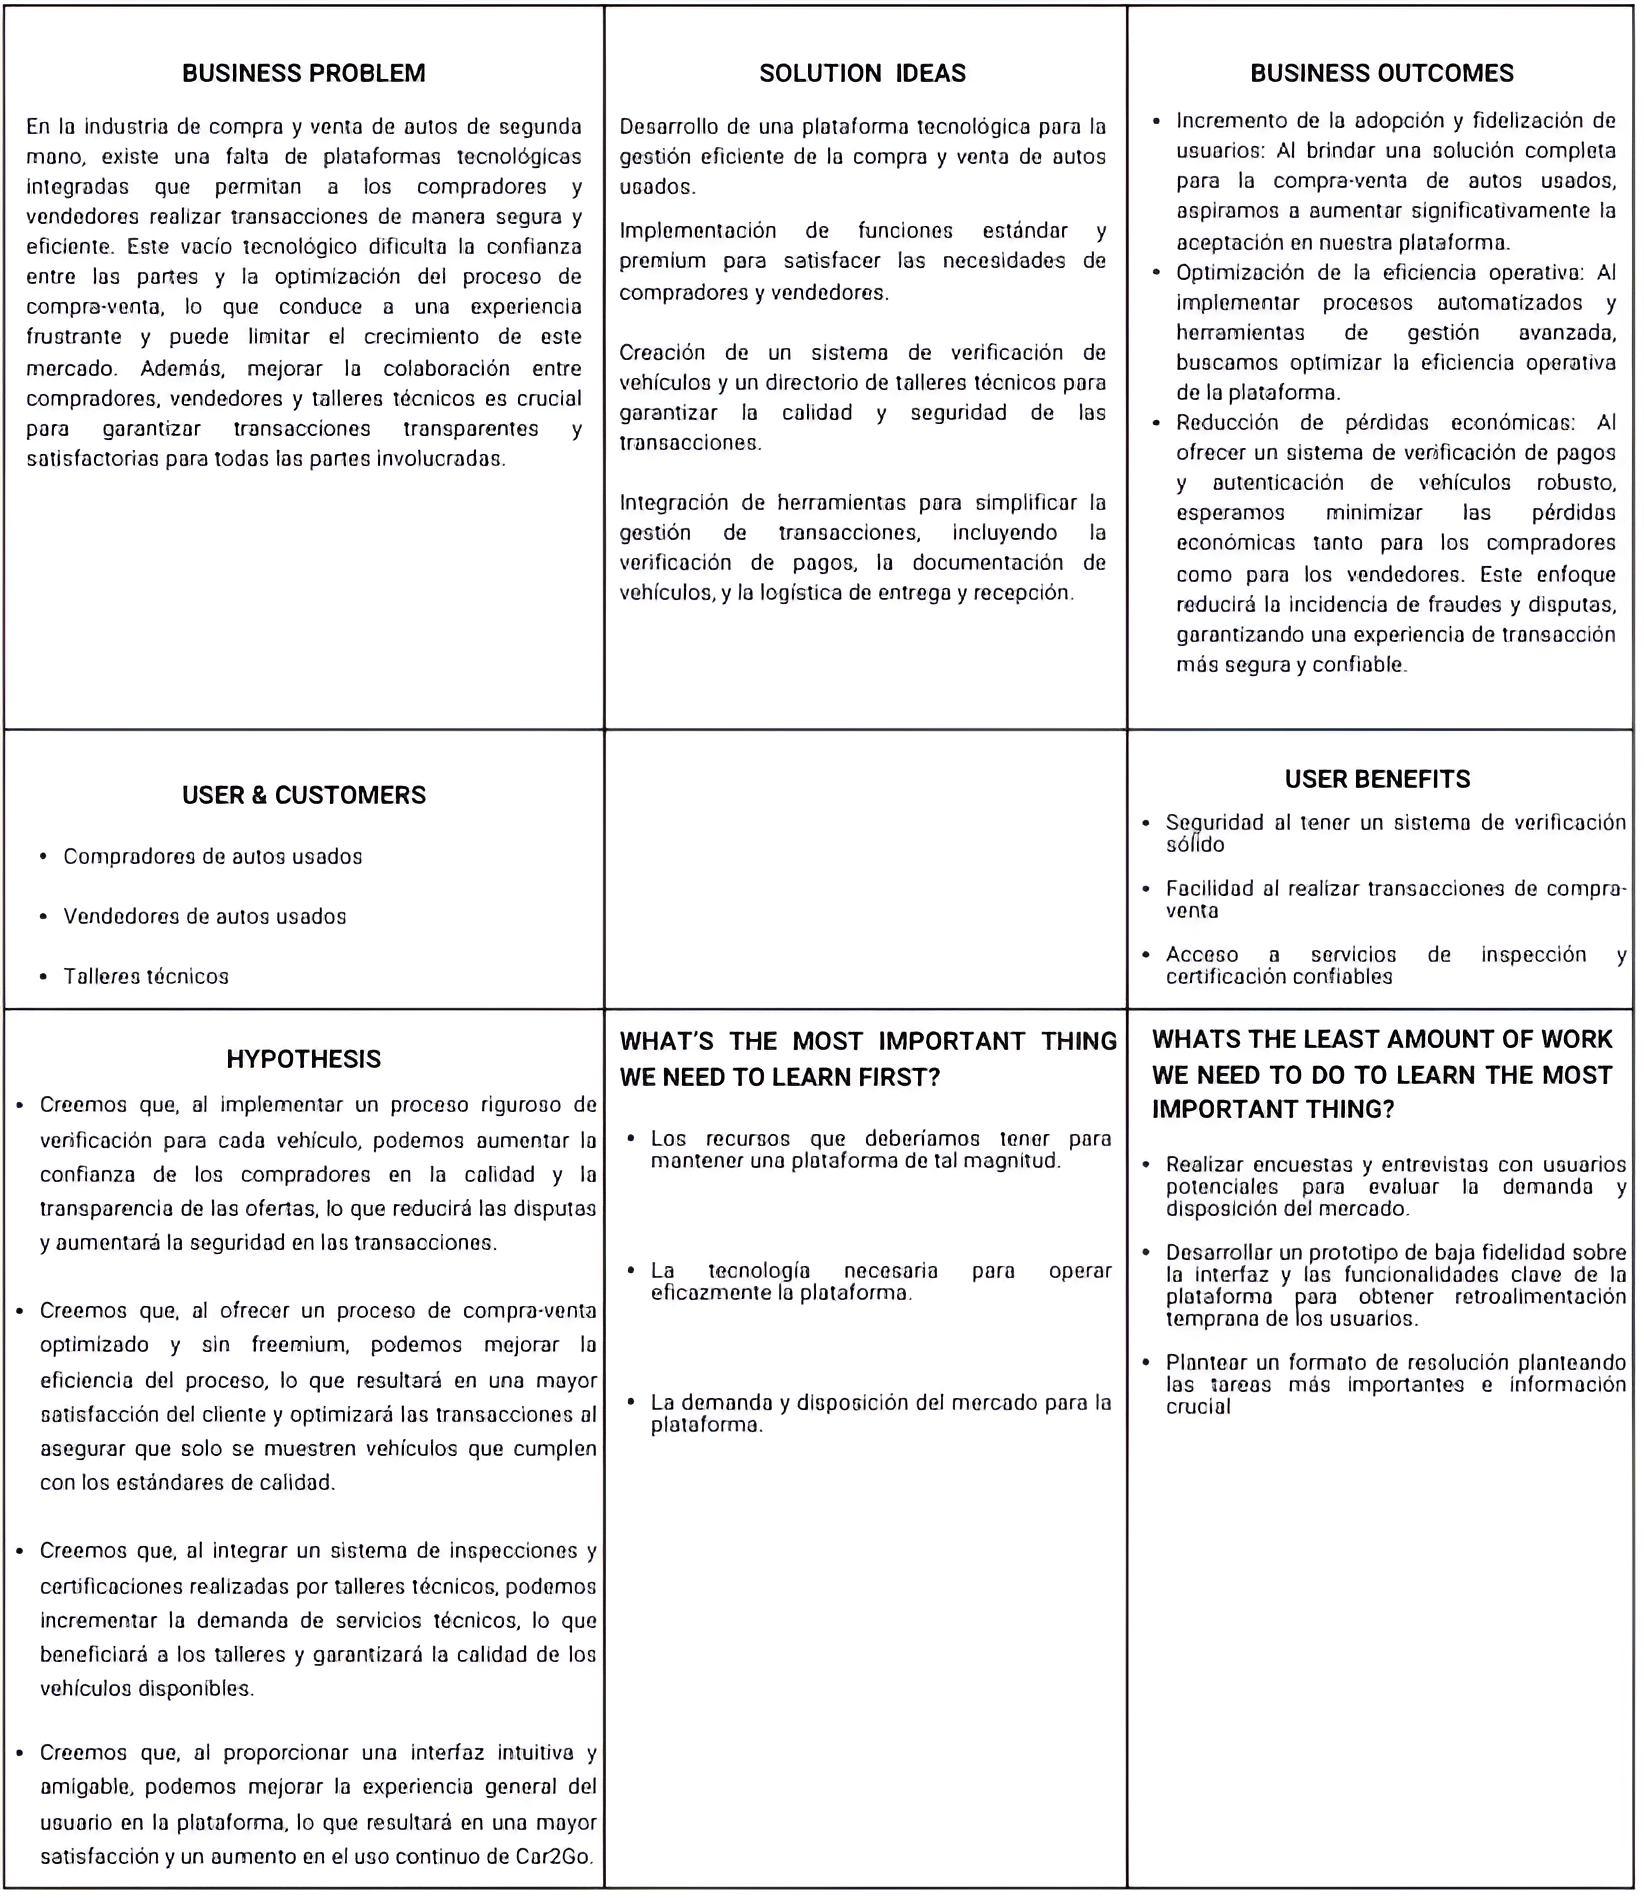 BUSINESS PROBLEM
En la industria de compra y venta de autos de segunda
mano, existe una falta de plataformas tecnológicas
integradas que permitan a los compradores y
vendedores realizar transacciones de manera segura y
eficiente. Este vacío tecnológico dificulta la confianza
entre las partes y la optimización del proceso de
compra-venta, lo que conduce a una experiencia
frustrante y puede limitar el crecimiento de este
mercado. Además, mejorar la colaboración entre
compradores, vendedores y talleres técnicos es crucial
para garantizar transacciones transparentes y
satisfactorias para todas las partes involucradas.
SOLUTION IDEAS
Desarrollo de una plataforma tecnológica para la
gestión eficiente de la compra y venta de autos
usados.
Implementación de funciones estándar y
premium para satisfacer las necesidades de
compradores y vendedores.
Creación de un sistema de verificación de
vehículos y un directorio de talleres técnicos para
garantizar la calidad y seguridad de las
transacciones.
Integración de herramientas para simplificar la
gestión de transacciones, incluyendo la
verificación de pagos, la documentación de
vehículos, y la logística de entrega y recepción.
BUSINESS OUTCOMES
• Incremento de la adopción y fidelización de
usuarios: Al brindar una solución completa
para la compra-venta de autos usados,
aspiramos a aumentar significativamente la
aceptación en nuestra plataforma.
• Optimización de la eficiencia operativa: Al
implementar procesos automatizados y
herramientas de gestión avanzada,
buscamos optimizar la eficiencia operativa
de la plataforma.
• Reducción de pérdidas económicas: Al
ofrecer un sistema de verificación de pagos
y autenticación de vehículos robusto,
esperamos minimizar las pérdidas
económicas tanto para los compradores
como para los vendedores. Este enfoque
reducirá la incidencia de fraudes y disputas,
garantizando una experiencia de transacción
más segura y confiable.
USER & CUSTOMERS
• Compradores de autos usados
• Vendedores de autos usados
• Talleres técnicos
USER BENEFITS
• Seguridad al tener un sistema de verificación
sólido
• Facilidad al realizar transacciones de compra-
venta
• Acceso a servicios de inspección y
certificación confiables
HYPOTHESIS
• Creemos que, al implementar un proceso riguroso de
verificación para cada vehículo, podemos aumentar la
confianza de los compradores en la calidad y la
transparencia de las ofertas, lo que reducirá las disputas
y aumentará la seguridad en las transacciones.
• Creemos que, al ofrecer un proceso de compra-venta
optimizado y sin freemium, podemos mejorar la
eficiencia del proceso, lo que resultará en una mayor
satisfacción del cliente y optimizará las transacciones al
asegurar que solo se muestren vehículos que cumplen
con los estándares de calidad.
• Creemos que, al integrar un sistema de inspecciones y
certificaciones realizadas por talleres técnicos, podemos
incrementar la demanda de servicios técnicos, lo que
beneficiará a los talleres y garantizará la calidad de los
vehículos disponibles.
• Creemos que, al proporcionar una interfaz intuitiva y
amigable, podemos mejorar la experiencia general del
usuario en la plataforma, lo que resultará en una mayor
satisfacción y un aumento en el uso continuo de Car2Go.
WHAT'S THE MOST IMPORTANT THING
WE NEED TO LEARN FIRST?
• Los recursos que deberíamos tener para
mantener una plataforma de tal magnitud.
• La tecnología necesaria para operar
eficazmente la plataforma.
• La demanda y disposición del mercado para la
plataforma.
WHATS THE LEAST AMOUNT OF WORK
WE NEED TO DO TO LEARN THE MOST
IMPORTANT THING?
• Realizar encuestas y entrevistas con usuarios
potenciales para evaluar la demanda y
disposición del mercado.
• Desarrollar un prototipo de baja fidelidad sobre
la interfaz y las funcionalidades clave de la
plataforma para obtener retroalimentación
temprana de los usuarios.
• Plantear un formato de resolución planteando
las tareas más importantes e información
crucial